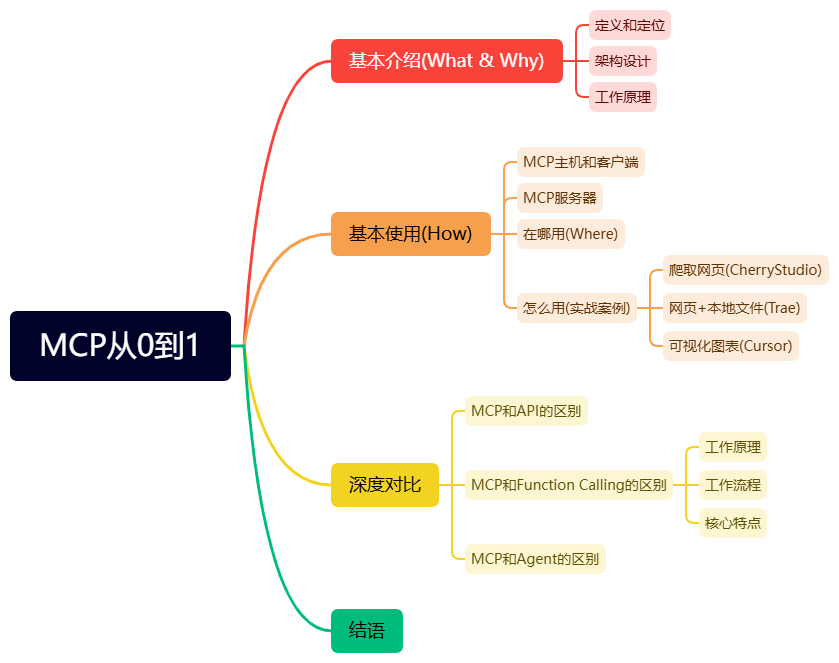 MCP从0到1
基本介绍(What & Why)
定义和定位
架构设计
工作原理
基本使用(How)
MCP主机和客户端
MCP服务器
在哪用(Where)
怎么用(实战案例)
爬取网页(CherryStudio)
网页+本地文件(Trae)
可视化图表(Cursor)
深度对比
MCP和API的区别
MCP和Function Calling的区别
工作原理
工作流程
核心特点
MCP和Agent的区别
结语